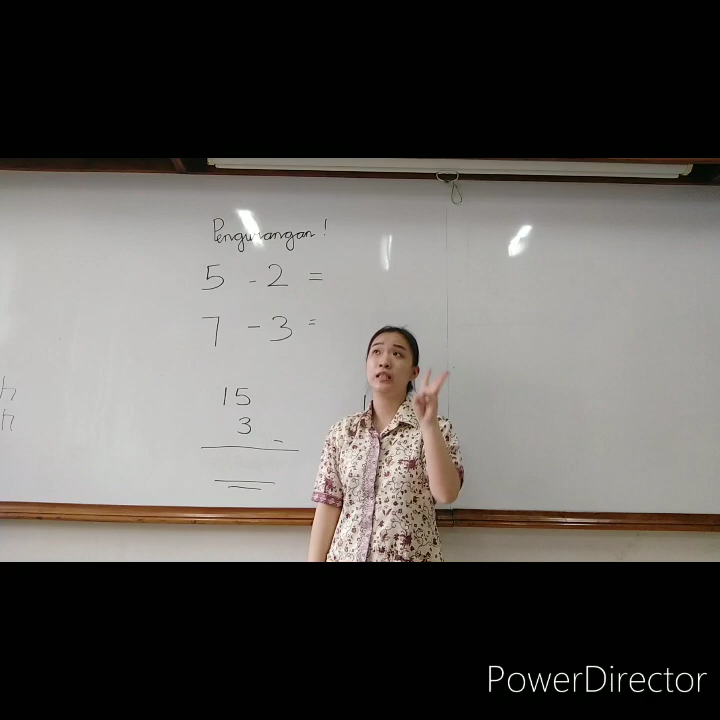 Pengurangan!
5 - 2 =
7 - 3 =
15
3 -
PowerDirector